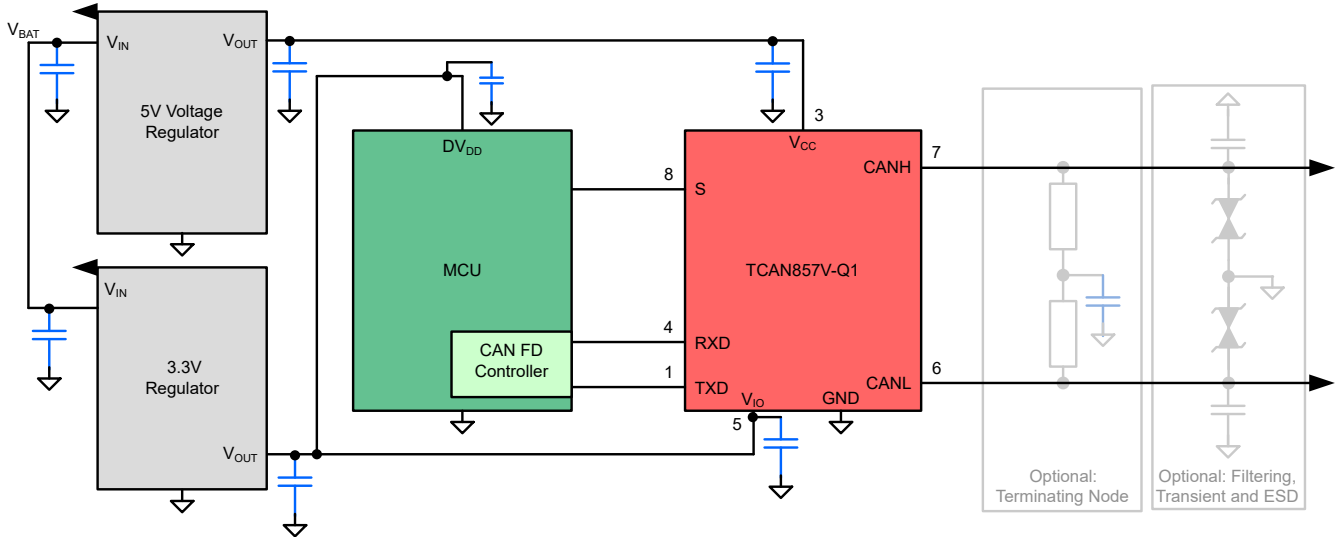 VBAT
VIN
VOUT
5V Voltage
Regulator
VIN
3.3V
Regulator
VOUT
DVDD
MCU
CAN FD
Controller
8
4
1
3
VCC
S
TCAN857V-Q1
RXD
TXD
VIO
5
GND
CANH
7
CANL
6
Optional:
Terminating Node
Optional: Filtering,
Transient and ESD